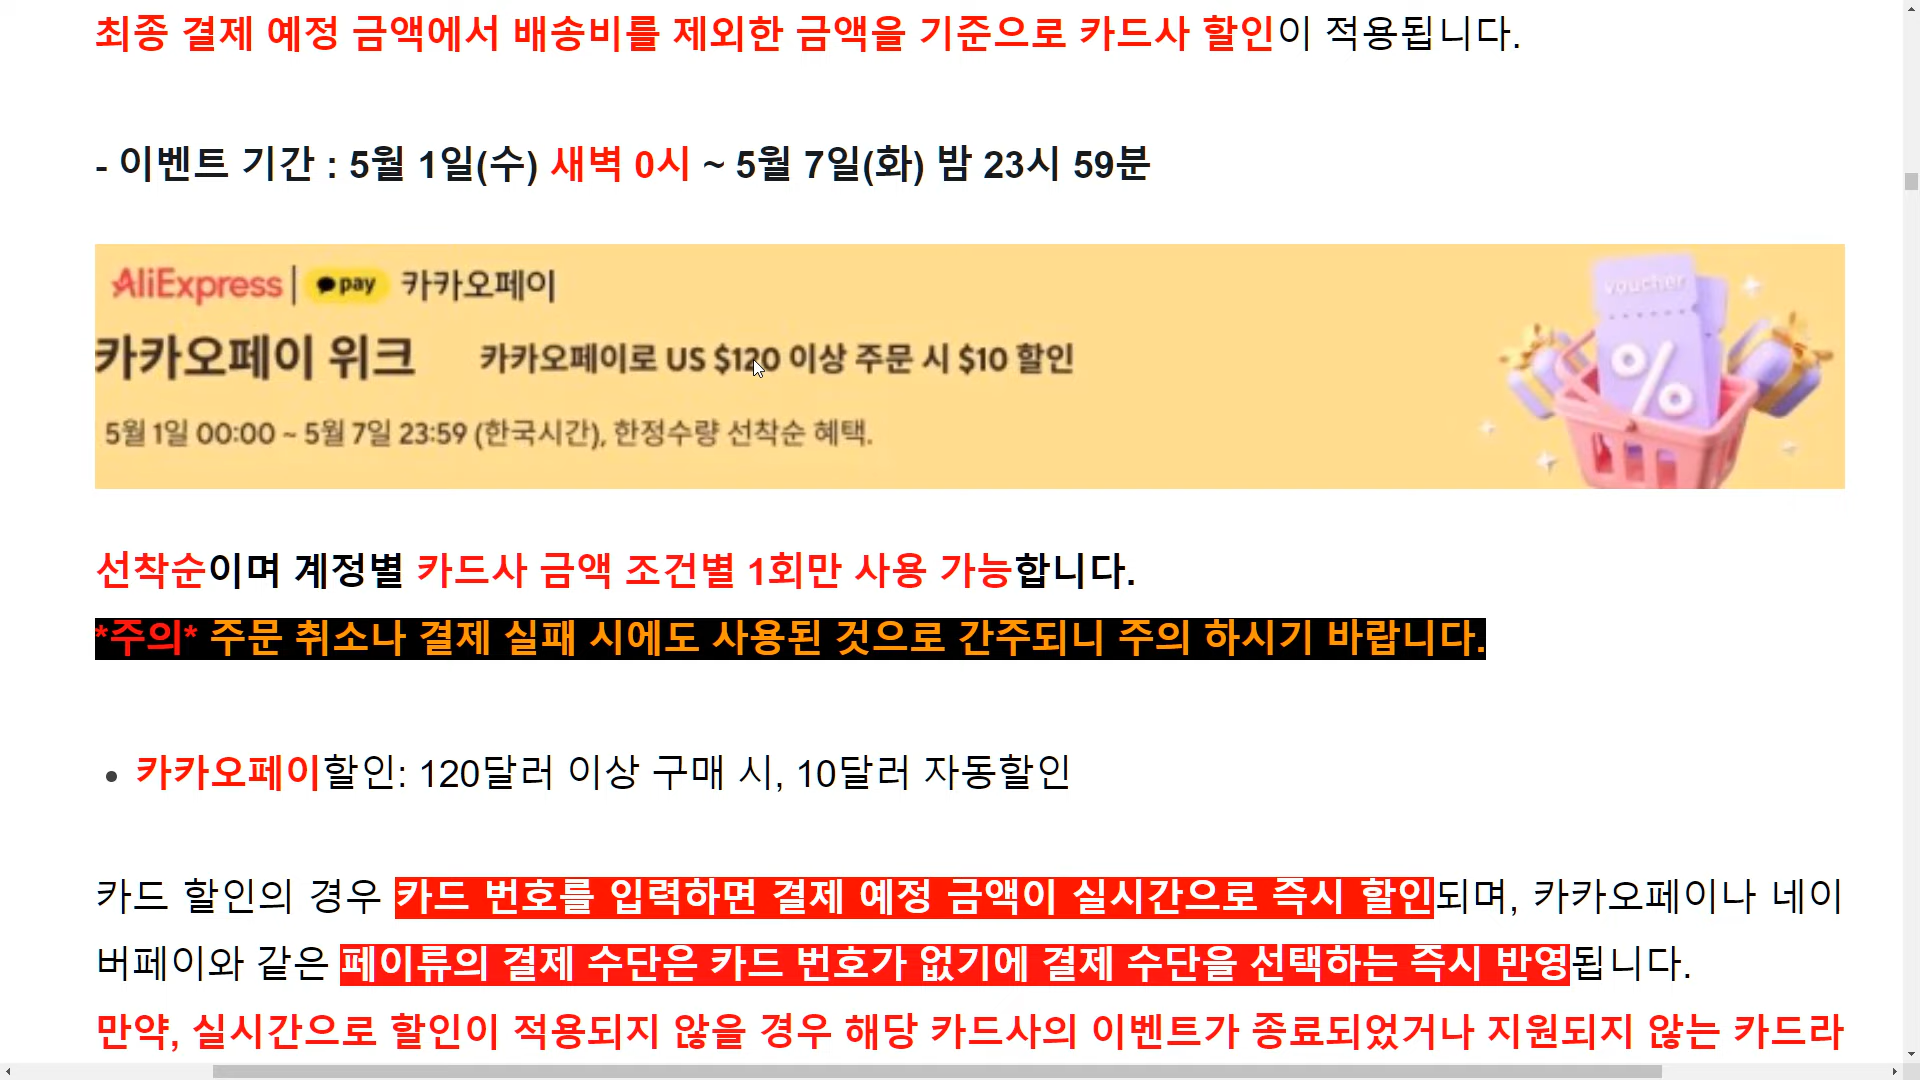 최종 결제 예정 금액에서 배송비를 제외한 금액을 기준으로 카드사 할인이 적용됩니다.
- 이벤트 기간 : 5월 1일(수) 새벽 0시 ~ 5월 7일(화) 밤 23시 59분
AliExpress | pay 카카오페이
카카오페이 위크 카카오페이로 US $120 이상 주문 시 $10 할인
voucher
5월 1일 00:00 ~ 5월 7일 23:59 (한국시간), 한정수량 선착순 혜택.
선착순이며 계정별 카드사 금액 조건별 1회만 사용 가능합니다.
*주의* 주문 취소나 결제 실패 시에도 사용된 것으로 간주되니 주의 하시기 바랍니다.
• 카카오페이할인: 120달러 이상 구매 시, 10달러 자동할인
카드 할인의 경우 카드 번호를 입력하면 결제 예정 금액이 실시간으로 즉시 할인되며, 카카오페이나 네이
버페이와 같은 페이류의 결제 수단은 카드 번호가 없기에 결제 수단을 선택하는 즉시 반영됩니다.
만약, 실시간으로 할인이 적용되지 않을 경우 해당 카드사의 이벤트가 종료되었거나 지원되지 않는 카드라